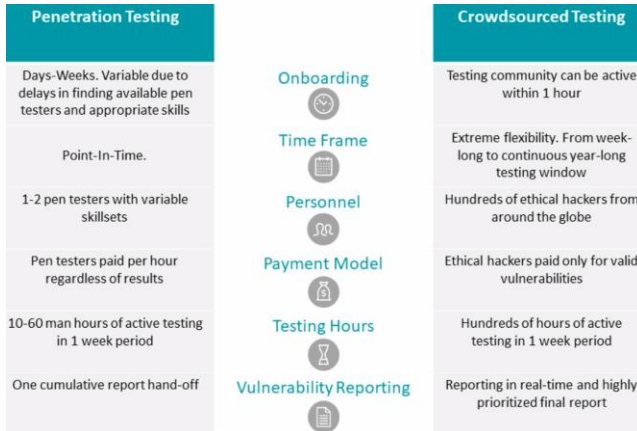 Penetration Testing
Crowdsourced Testing
Days-Weeks. Variable due to
delays in finding available pen
testers and appropriate skills
Onboarding
Testing community can be active
within 1 hour
Point-In-Time.
Time Frame
Extreme flexibility. From week-
long to continuous year-long
testing window
1-2 pen testers with variable
skillsets
Personnel
Hundreds of ethical hackers from
around the globe
Pen testers paid per hour
regardless of results
Payment Model
Ethical hackers paid only for valid
vulnerabilities
10-60 man hours of active testing
in 1 week period
Testing Hours
Hundreds of hours of active
testing in 1 week period
One cumulative report hand-off
Vulnerability Reporting
Reporting in real-time and highly
prioritized final report